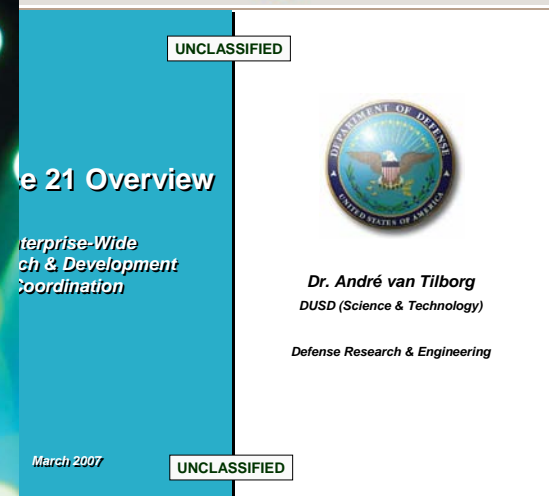 UNCLASSIFIED
e 21 Overview
terprise-Wide
ch & Development
Coordination
March 2007
DEPARTMENT OF DEFENSE
UNITED STATES OF AMERICA
Dr. André van Tilborg
DUSD (Science & Technology)
Defense Research & Engineering
UNCLASSIFIED